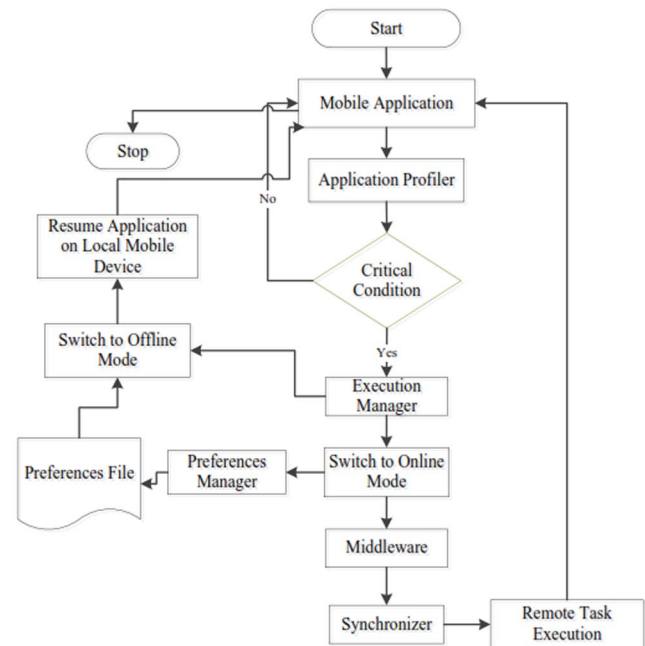 Start
Mobile Application
Stop
Application Profiler
No
Resume Application
on Local Mobile
Device
Critical
Condition
Switch to Offline
Mode
Yes
Execution
Manager
Preferences File
Preferences
Manager
Switch to Online
Mode
Middleware
Synchronizer
Remote Task
Execution